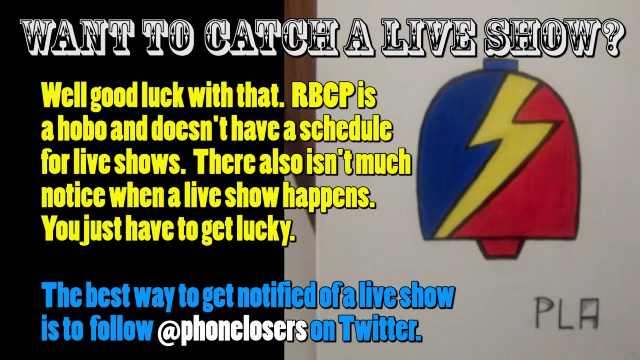 WANT TO CATCH A LIVE SHOW?
Well good luck with that. RBCP is
a hobo and doesn't have a schedule
for live shows. There also isn't much
notice when a live show happens.
You just have to get lucky.
The best way to get notified of a live show
is to follow @phonelosers on Twitter.
PLA